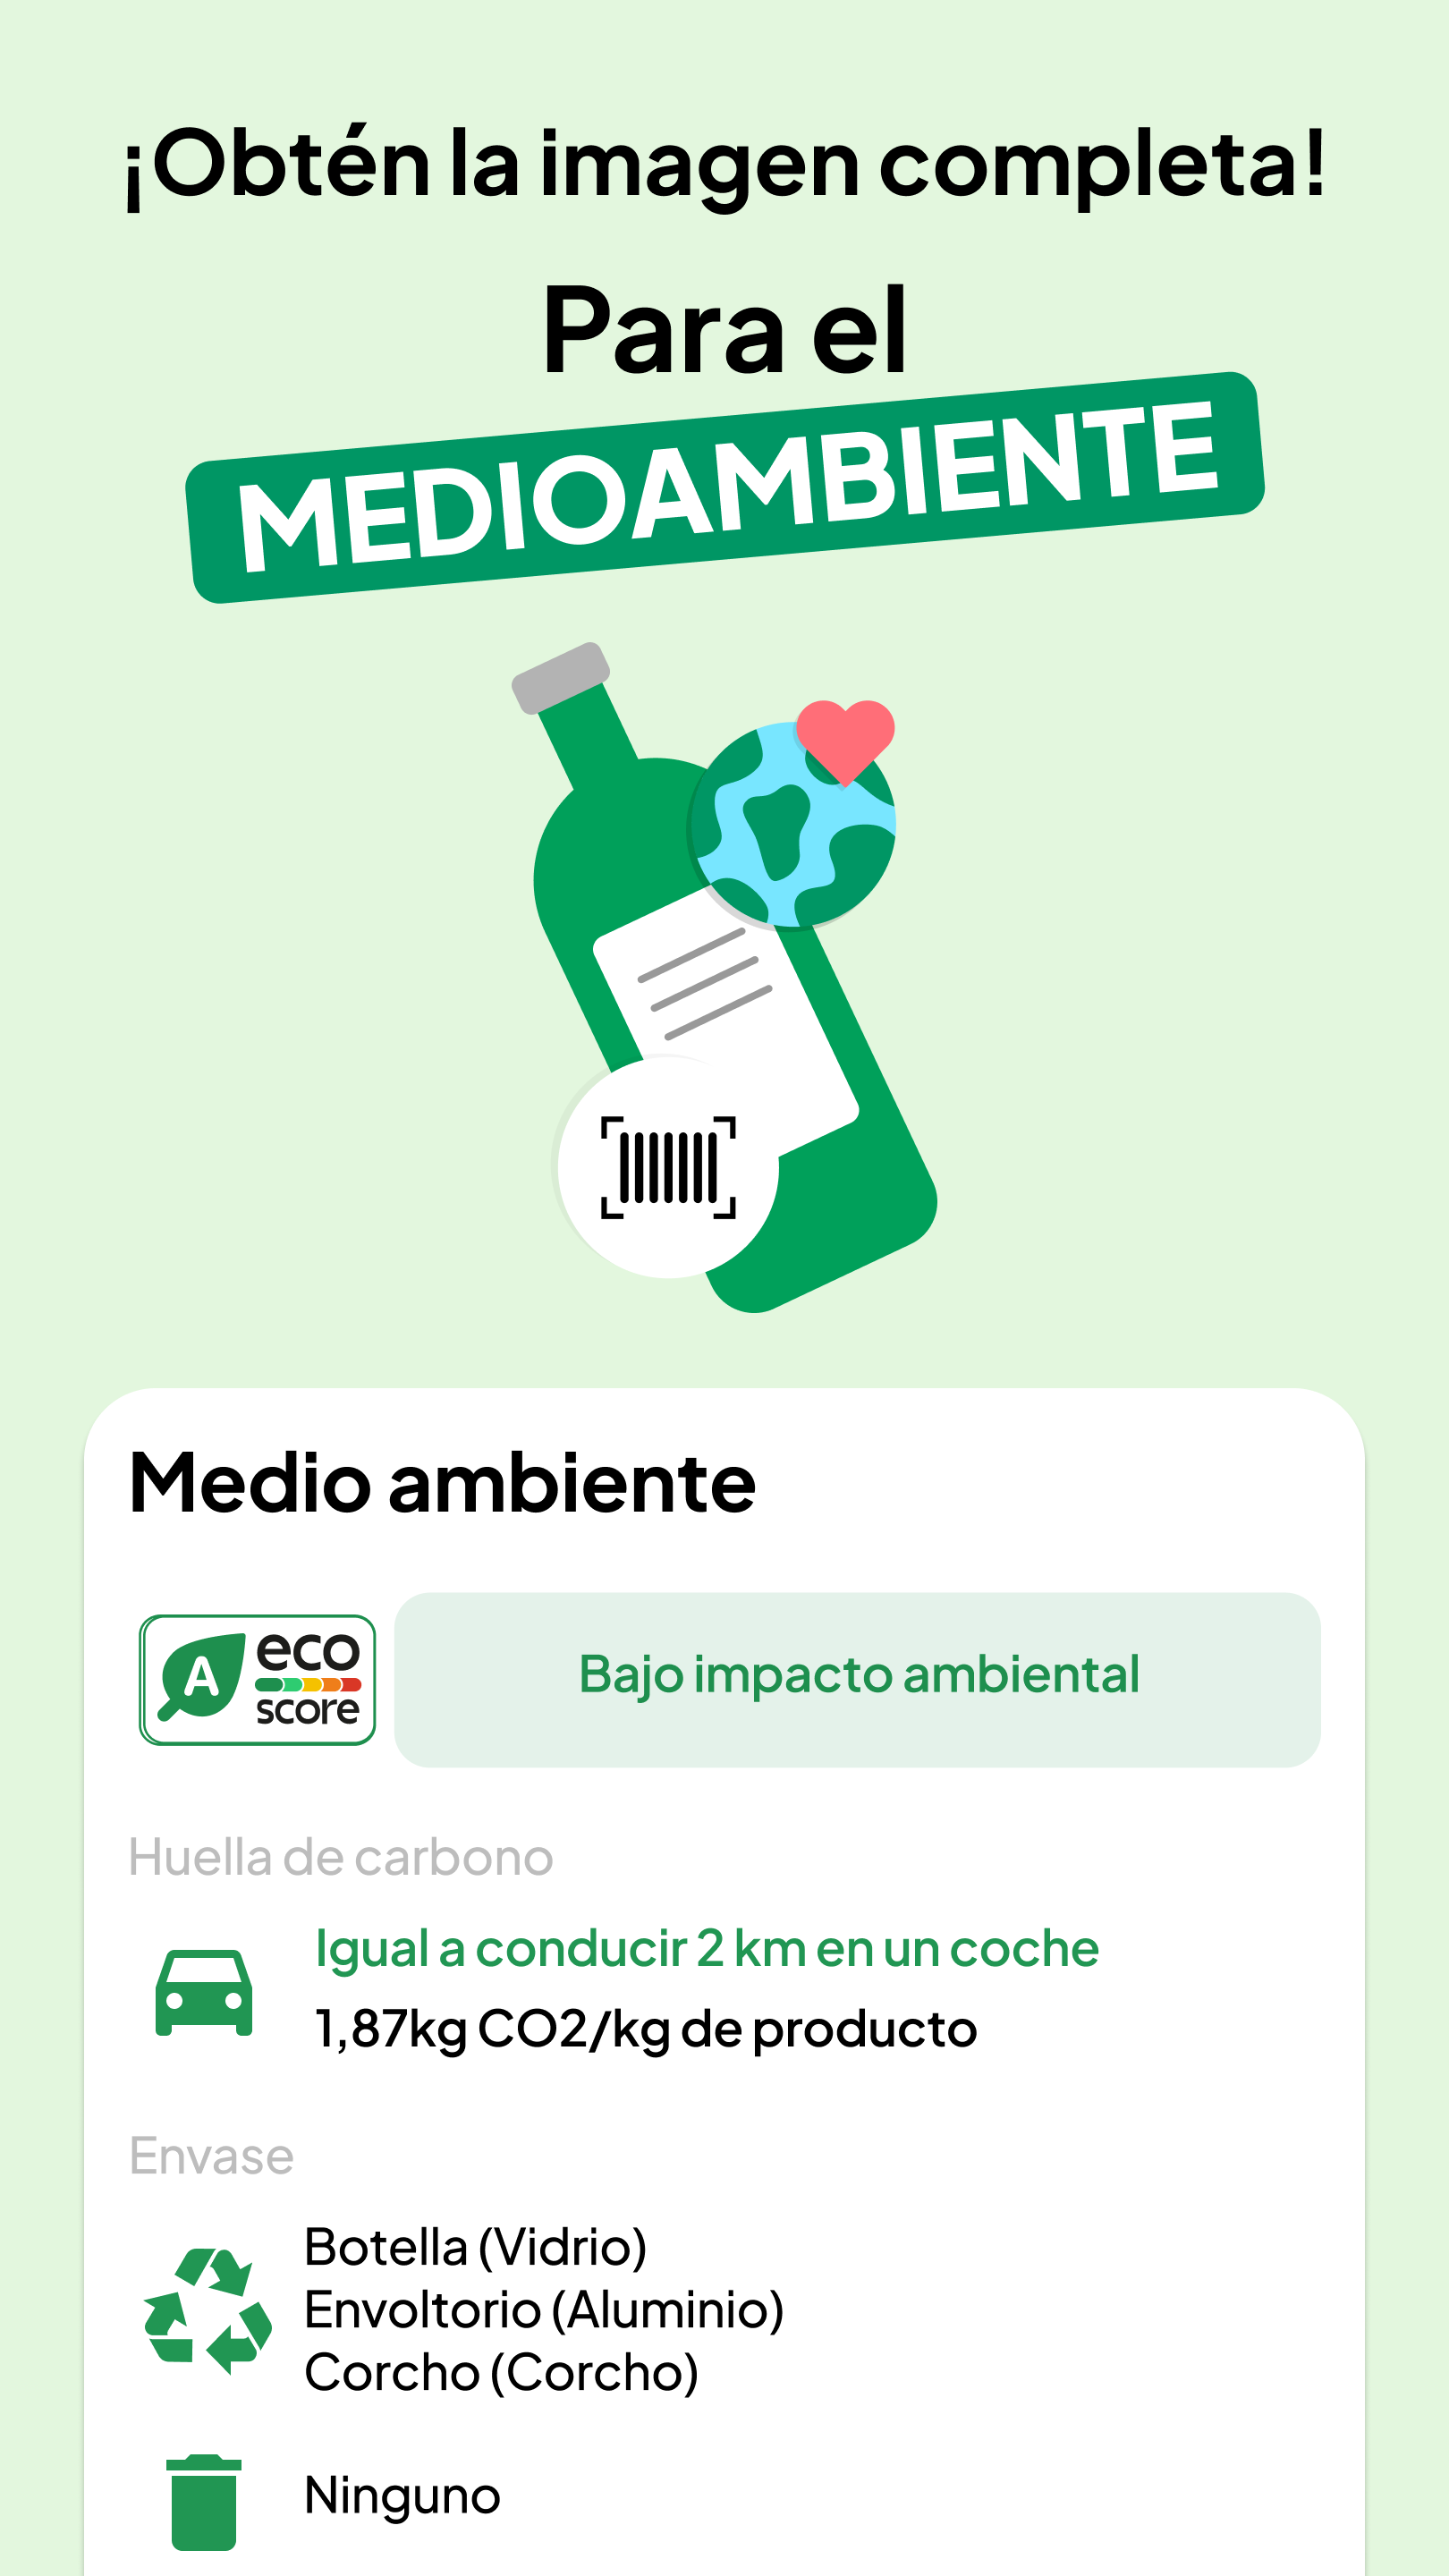 ¡Obtén la imagen completa!
Para el
MEDIOAMBIENTE
Medio ambiente
A
eco
score
Bajo impacto ambiental
Huella de carbono
Igual a conducir 2 km en un coche
1,87kg CO2/kg de producto
Envase
Botella (Vidrio)
Envoltorio (Aluminio)
Corcho (Corcho)
Ninguno